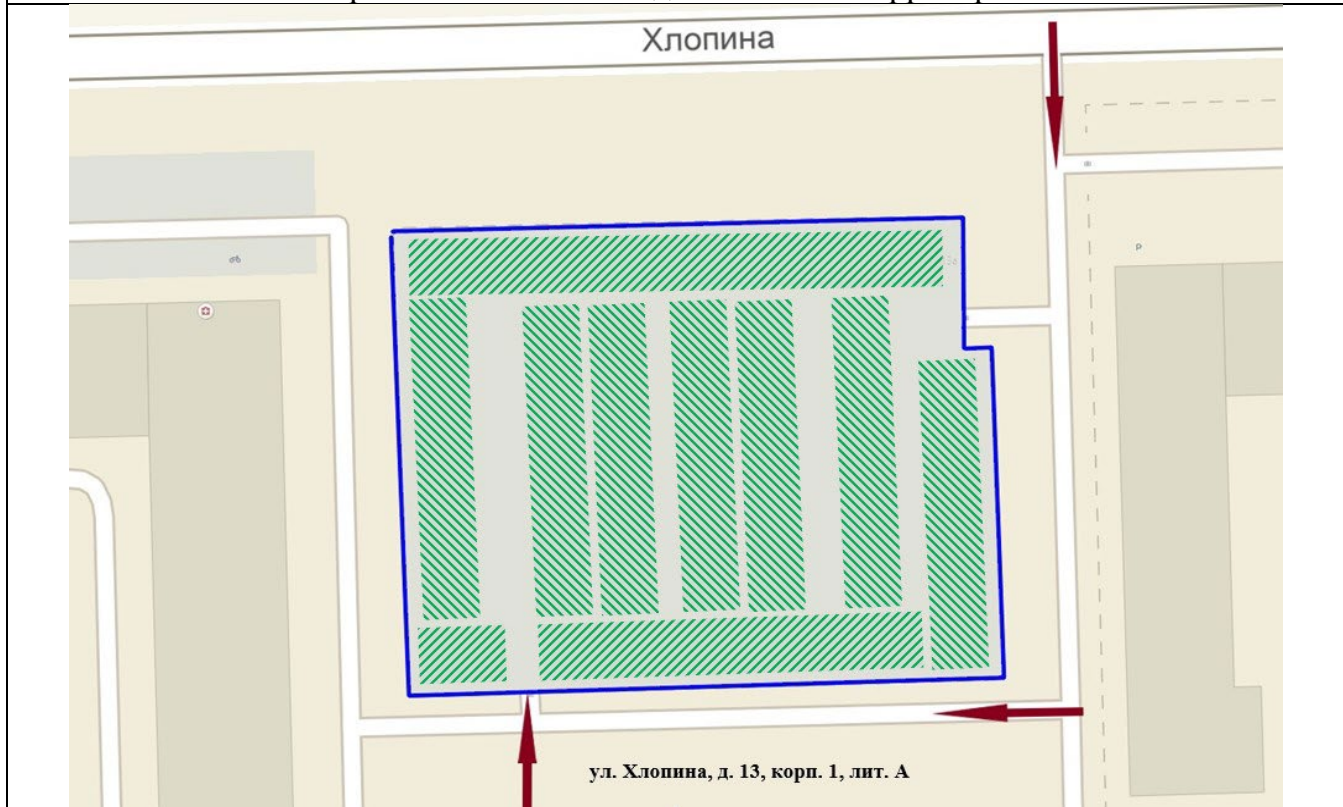 Хлопина
P
ул. Хлопина, д. 13, корп. 1, лит. А